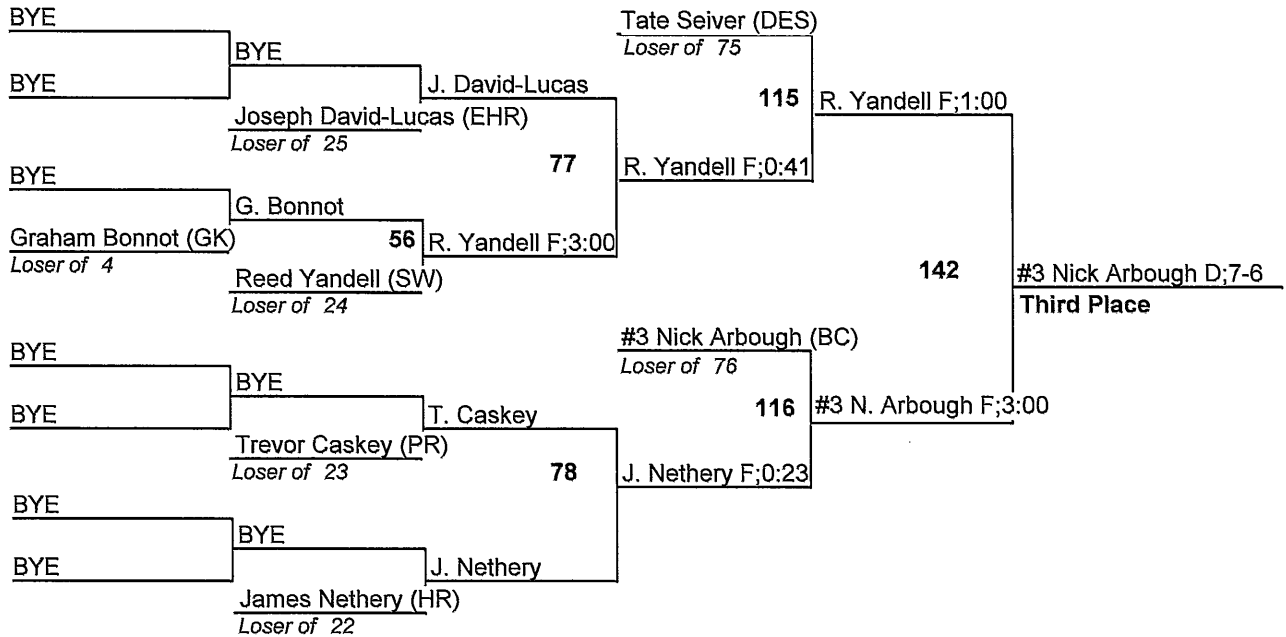 BYE
BYE
BYE
J. David-Lucas
Joseph David-Lucas (EHR)
Loser of 25
77
BYE
G. Bonnot
Graham Bonnot (GK)
Loser of 4
56
R. Yandell F;3:00
Reed Yandell (SW)
Loser of 24
Tate Seiver (DES)
Loser of 75
115
R. Yandell F;1:00
R. Yandell F;0:41
142
#3 Nick Arbough D;7-6
Third Place
BYE
BYE
BYE
T. Caskey
Trevor Caskey (PR)
Loser of 23
78
#3 Nick Arbough (BC)
Loser of 76
116
#3 N. Arbough F;3:00
J. Nethery F;0:23
BYE
BYE
BYE
J. Nethery
James Nethery (HR)
Loser of 22